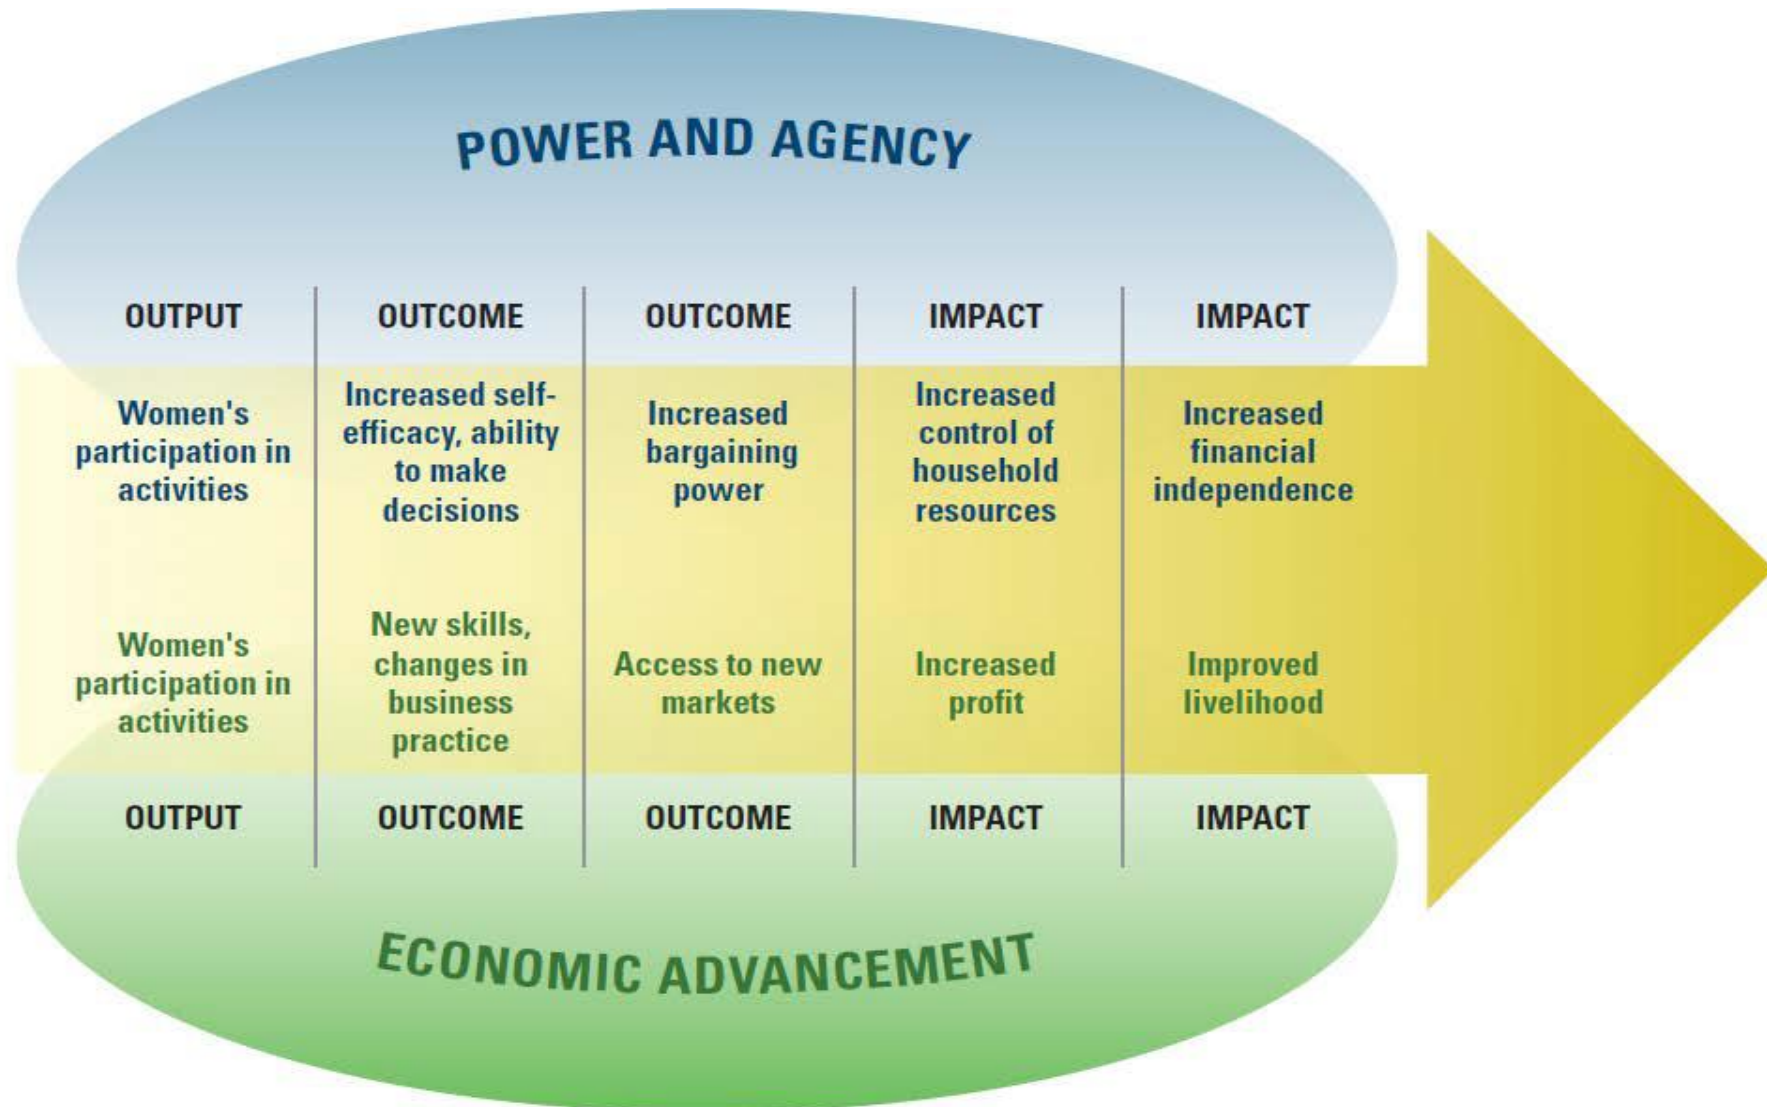 POWER AND AGENCY
OUTPUT
OUTCOME
OUTCOME
IMPACT
IMPACT
Women's
participation in
activities
Increased self-
efficacy, ability
to make
decisions
Increased
bargaining
power
Increased
control of
household
resources
Increased
financial
independence
Women's
participation in
activities
New skills,
changes in
business
practice
Access to new
markets
Increased
profit
Improved
livelihood
OUTPUT
OUTCOME
OUTCOME
IMPACT
IMPACT
ECONOMIC ADVANCEMENT